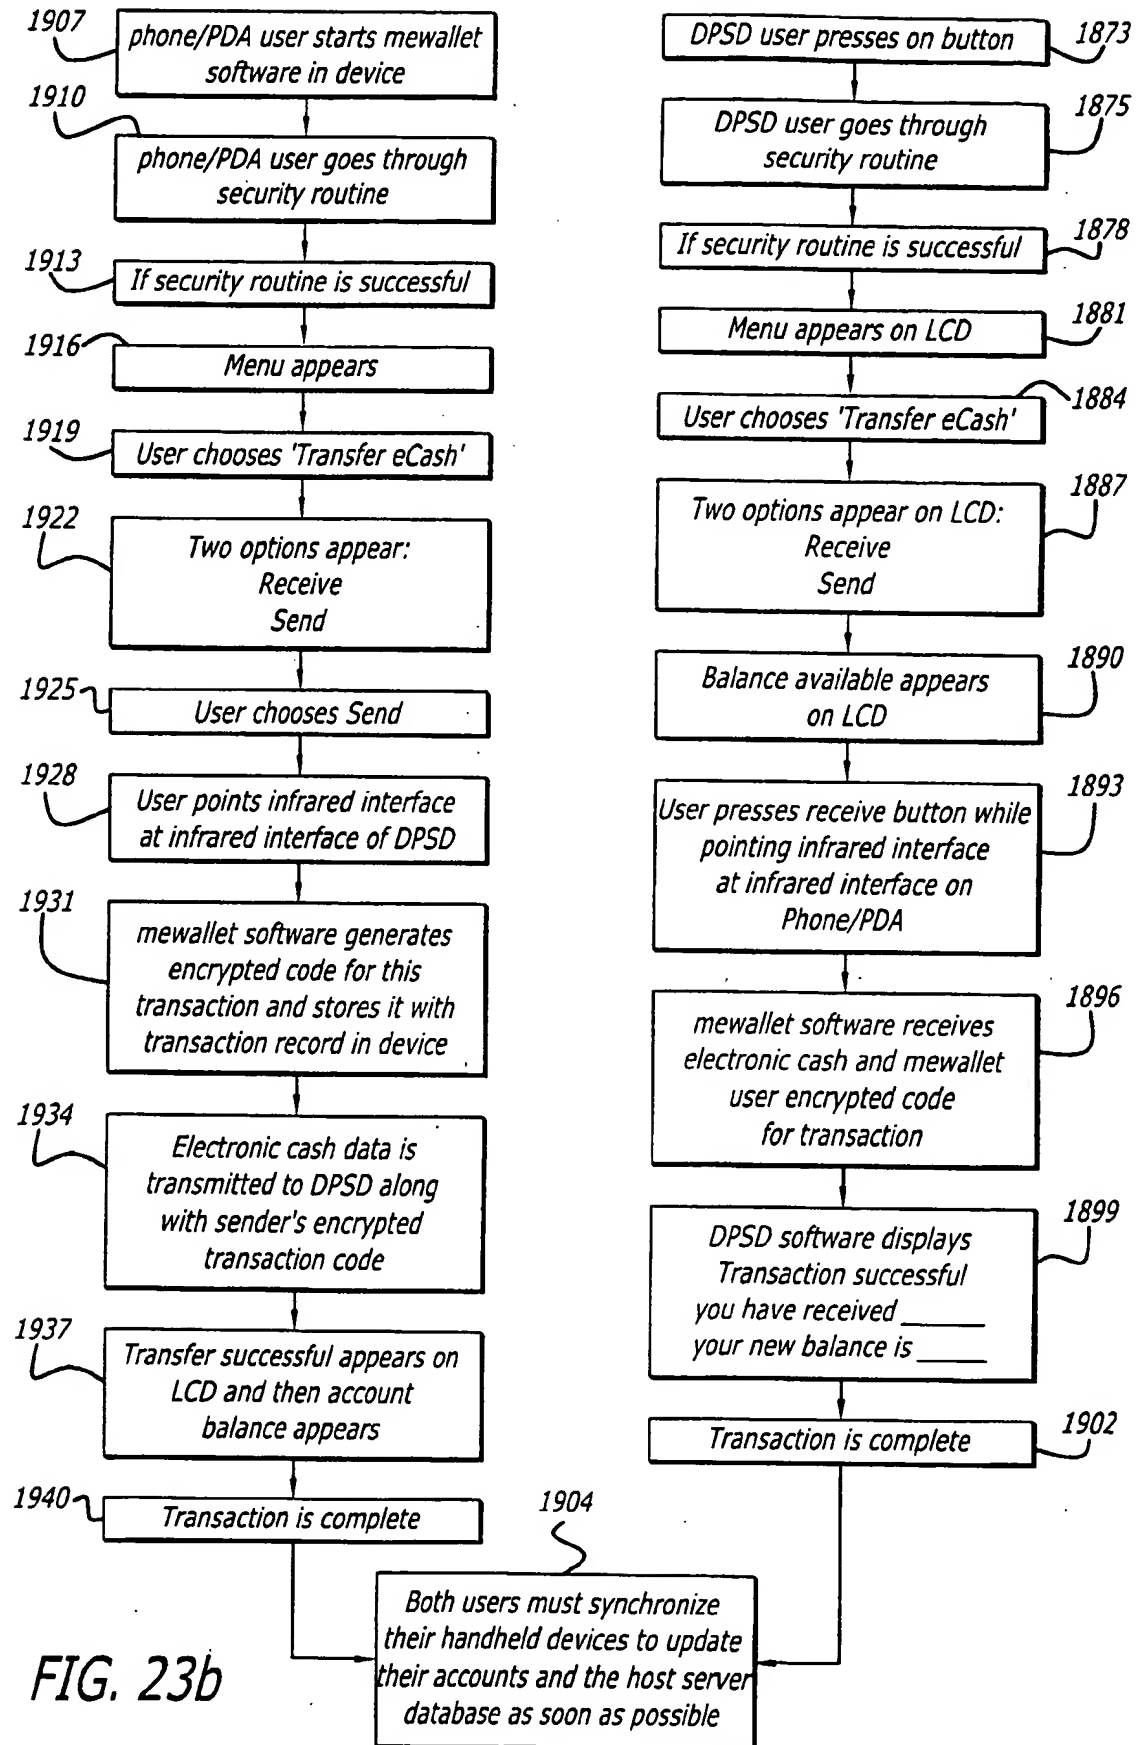 1907
phone/PDA user starts mewallet
software in device
1910
phone/PDA user goes through
security routine
1913
If security routine is successful
1916
Menu appears
1919
User chooses 'Transfer eCash'
1922
Two options appear:
Receive
Send
1925
User chooses Send
1928
User points infrared interface
at infrared interface of DPSD
1931
mewallet software generates
encrypted code for this
transaction and stores it with
transaction record in device
1934
Electronic cash data is
transmitted to DPSD along
with sender's encrypted
transaction code
1937
Transfer successful appears on
LCD and then account
balance appears
1940
Transaction is complete
DPSD user presses on button
1873
DPSD user goes through
security routine
1875
If security routine is successful
1878
Menu appears on LCD
1881
User chooses 'Transfer eCash'
1884
Two options appear on LCD:
Receive
Send
1887
Balance available appears
on LCD
1890
User presses receive button while
pointing infrared interface
at infrared interface on
Phone/PDA
1893
mewallet software receives
electronic cash and mewallet
user encrypted code
for transaction
1896
DPSD software displays
Transaction successful
you have received ______
your new balance is _____
1899
Transaction is complete
1902
1904
Both users must synchronize
their handheld devices to update
their accounts and the host server
database as soon as possible
FIG. 23b